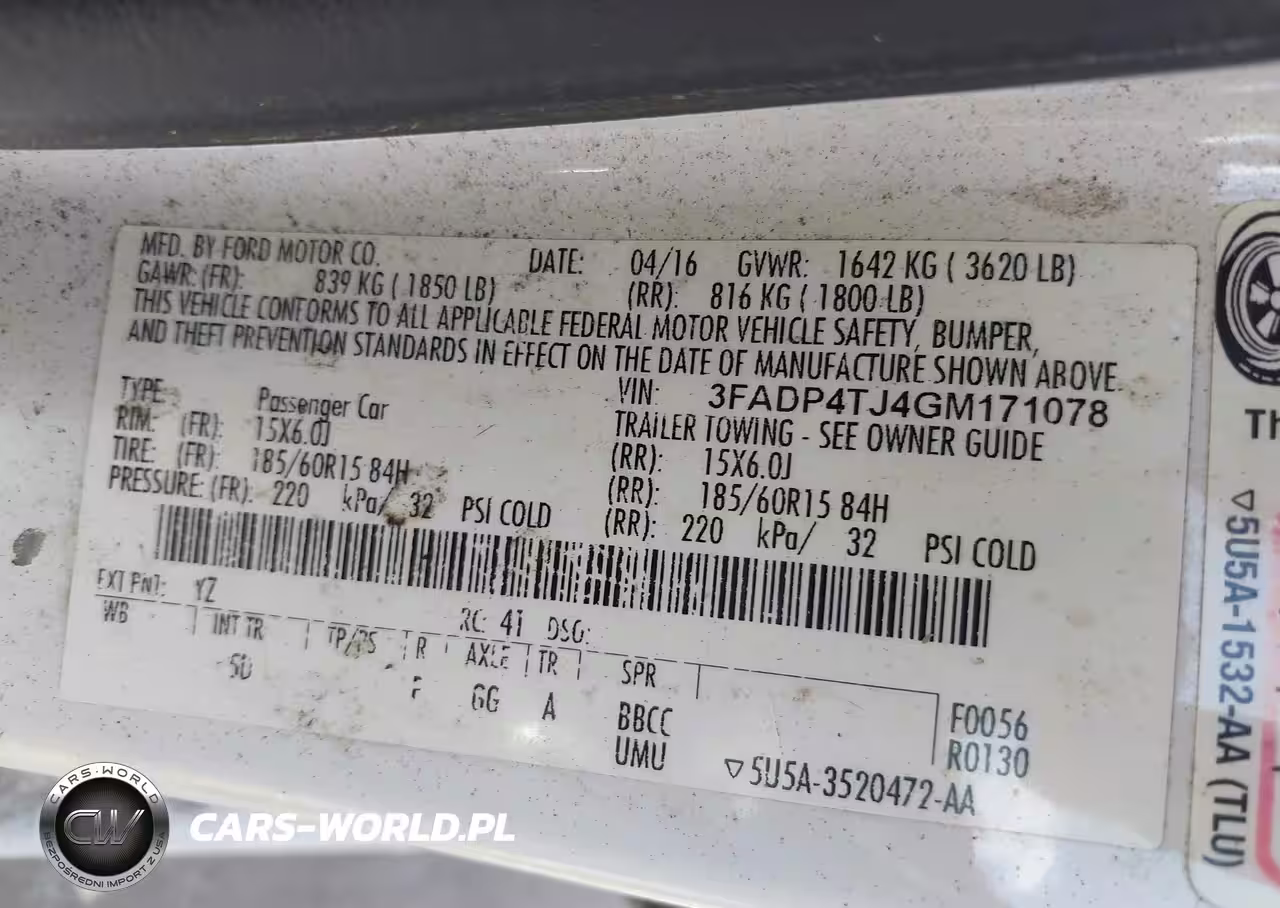 MFD. BY FORD MOTOR CO. DATE: 04/16 GVWR: 1642 KG ( 3620 LB)
GAWR: (FR): 839 KG ( 1850 LB) (RR): 816 KG ( 1800 LB)
THIS VEHICLE CONFORMS TO ALL APPLICABLE FEDERAL MOTOR VEHICLE SAFETY, BUMPER,
AND THEFT PREVENTION STANDARDS IN EFFECT ON THE DATE OF MANUFACTURE SHOWN ABOVE.
VIN: 3FADP4TJ4GM171078
TYPE: Passenger Car TRAILER TOWING - SEE OWNER GUIDE
RIM: (FR): 15X6.0J (RR): 15X6.0J
TIRE: (FR): 185/60R15 84H (RR): 185/60R15 84H
PRESSURE: (FR): 220 kPa/ 32 PSI COLD (RR): 220 kPa/ 32 PSI COLD
EXT PNT: YZ RC: 41 DSO:
WB INT TR TP/PS R AXLE TR SPR
5U F GG A BBCC F0056
UMU R0130
▽5U5A-3520472-AA
▽5U5A-1532-AA (TLU)
CARS-WORLD
CW
BEZPOŚREDNI IMPORT Z USA
CARS-WORLD.PL